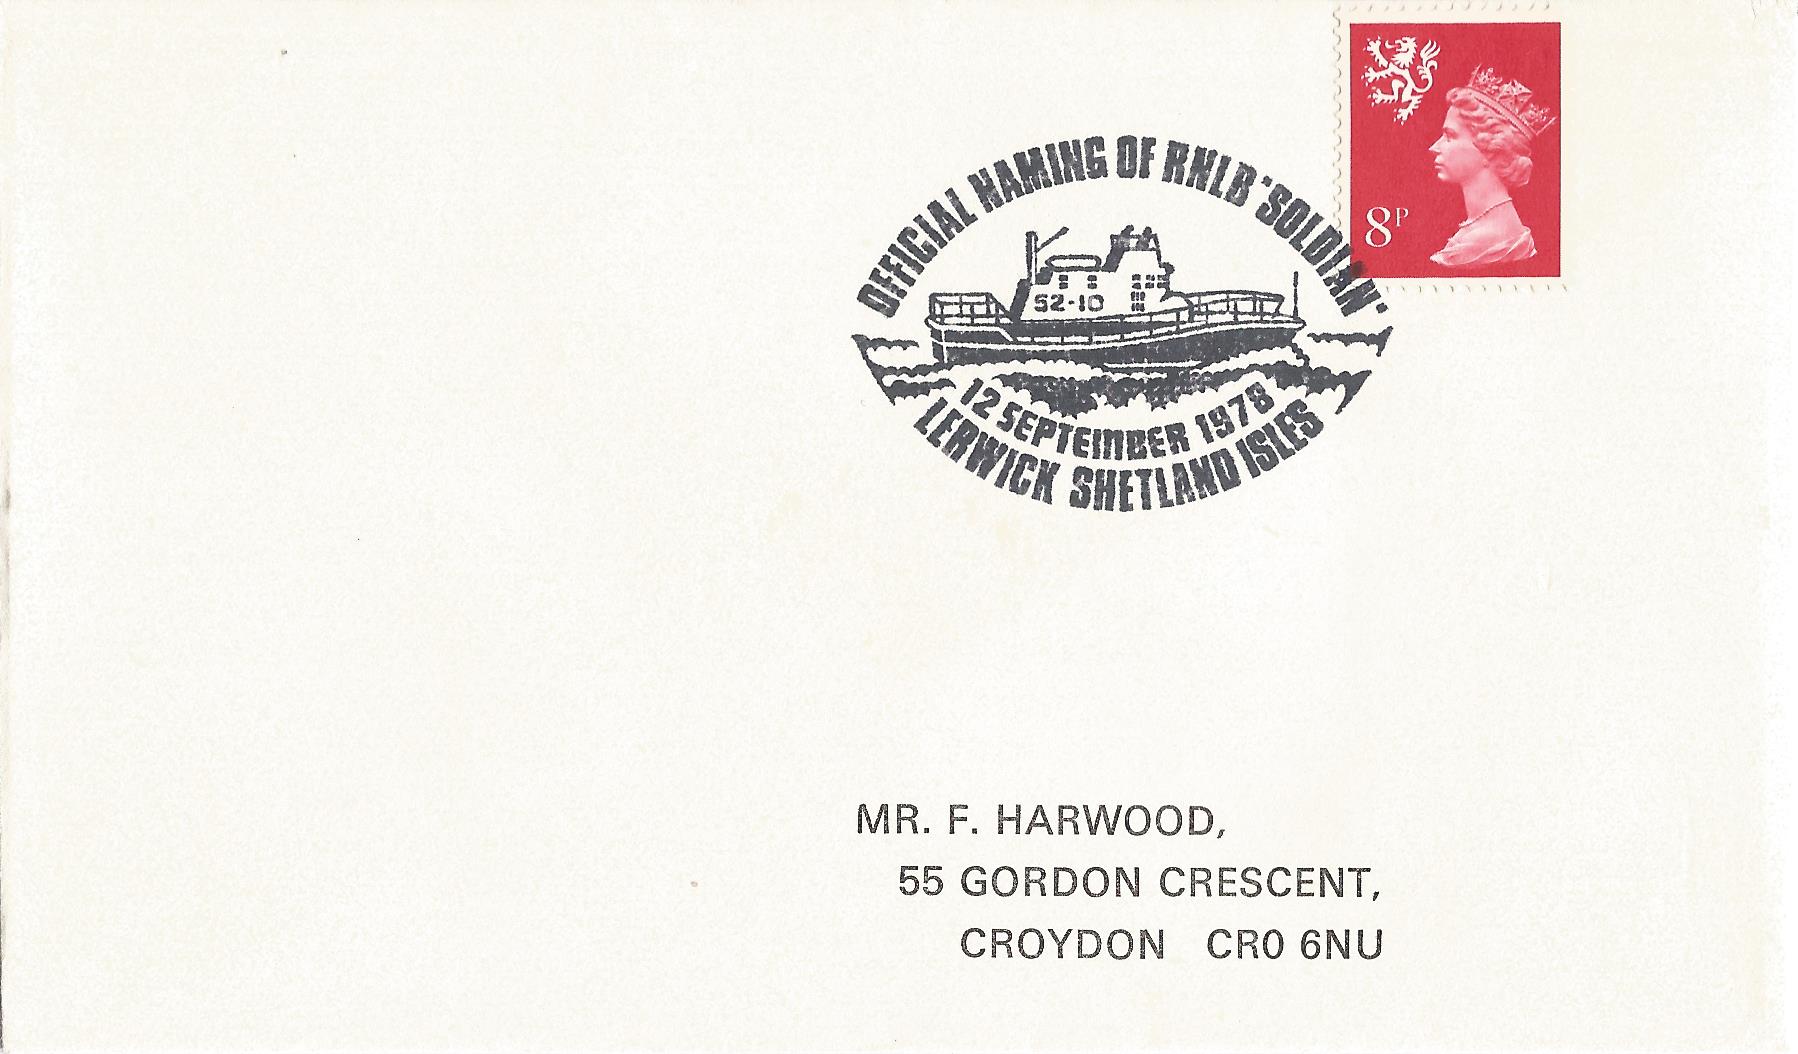 8P
OFFICIAL NAMING OF RNLB 'SOLDIAN'
52-10
12 SEPTEMBER 1978
LERWICK SHETLAND ISLES
MR. F. HARWOOD,
55 GORDON CRESCENT,
CROYDON CR0 6NU